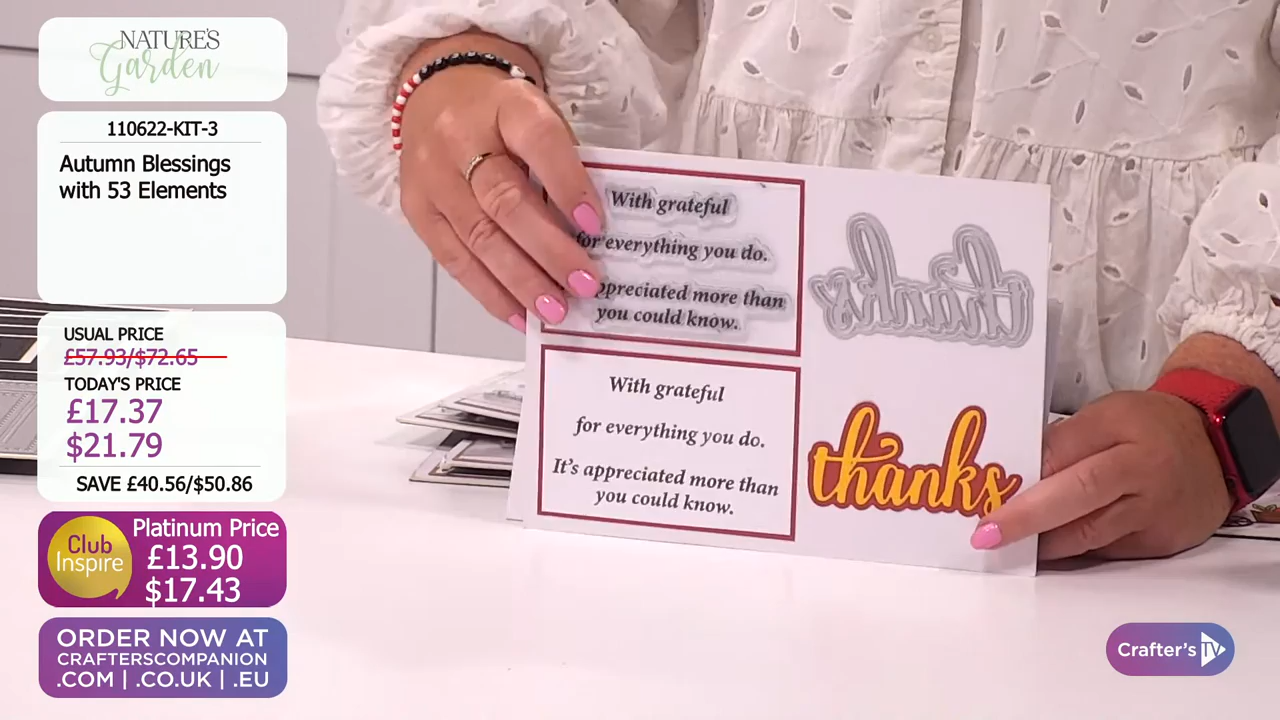 NATURE'S
Garden
110622-KIT-3
Autumn Blessings
with 53 Elements
USUAL PRICE
£57.93/$72.65
TODAY'S PRICE
£17.37
$21.79
SAVE £40.56/$50.86
Club
Inspire
Platinum Price
£13.90
$17.43
ORDER NOW AT
CRAFTERSCOMPANION
.COM | .CO.UK | .EU
With grateful
for everything you do.
appreciated more than
you could know.
thanks
With grateful
for everything you do.
It's appreciated more than
you could know.
thanks
Crafter's TV